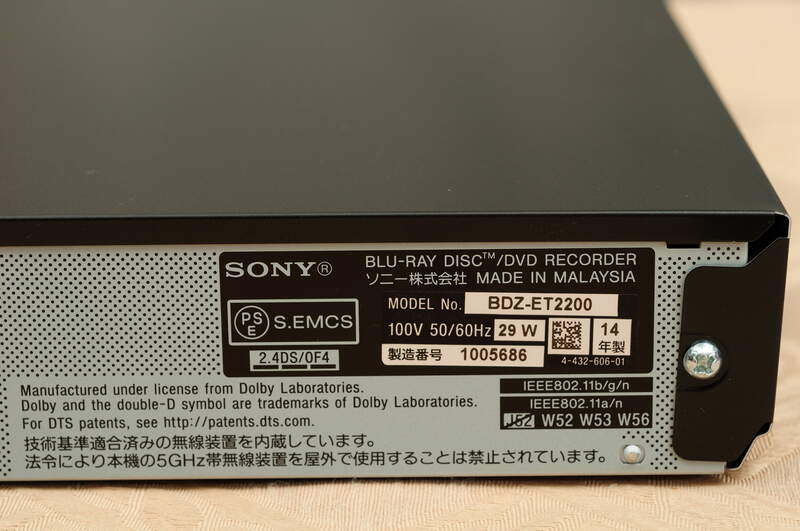 SONY®
BLU-RAY DISC™/DVD RECORDER
ソニー株式会社 MADE IN MALAYSIA
PSE S.EMCS
MODEL No. BDZ-ET2200
100V 50/60Hz 29 W
14年製
製造番号 1005686
2.4DS/OF4
4-432-606-01
Manufactured under license from Dolby Laboratories.
Dolby and the double-D symbol are trademarks of Dolby Laboratories.
For DTS patents, see http://patents.dts.com.
IEEE802.11b/g/n
IEEE802.11a/n
J52 W52 W53 W56
技術基準適合済みの無線装置を内蔵しています。
法令により本機の5GHz帯無線装置を屋外で使用することは禁止されています。